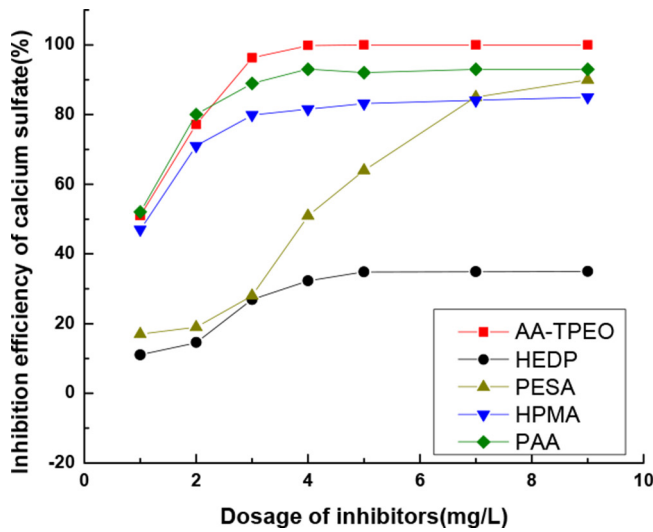 Inhibition efficiency of calcium sulfate(%)
100
80
60
40
20
0
-20
0
2
4
6
8
10
Dosage of inhibitors(mg/L)
AA-TPEO
HEDP
PESA
HPMA
PAA